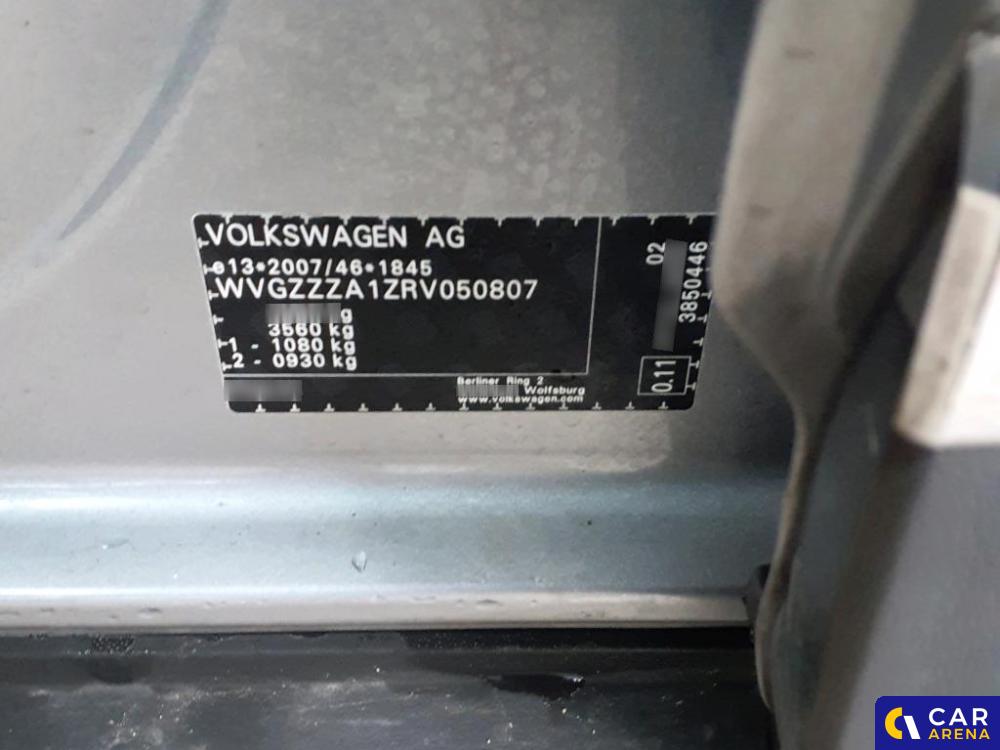 VOLKSWAGEN AG
e13*2007/46*1845
WVGZZZA1ZRV050807
g
3560 kg
1 - 1080 kg
2 - 0930 kg
Berliner Ring 2
Wolfsburg
www.volkswagen.com
02
3850446
0.11
CAR
ARENA